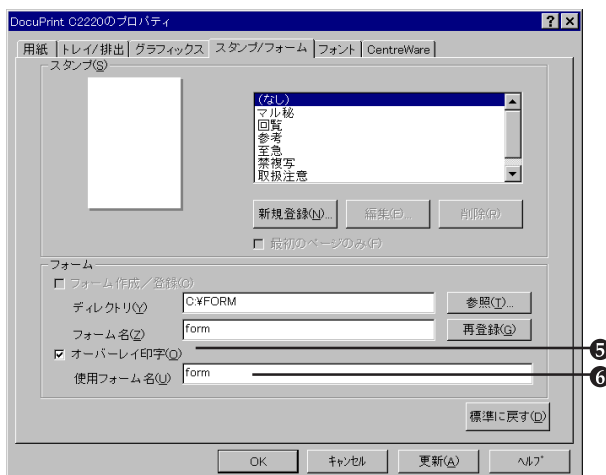 DocuPrint C2220のプロパティ
用紙 トレイ/排出 グラフィックス スタンプ/フォーム フォント CentreWare
スタンプ(S)
(なし)
マル秘
回覧
参考
至急
禁複写
取扱注意
新規登録(N)... 編集(E)... 削除(R)
最初のページのみ(F)
フォーム
フォーム作成/登録(C)
ディレクトリ(Y) C:¥FORM 参照(T)...
フォーム名(Z) form 再登録(G)
オーバーレイ印字(O) ❺
使用フォーム名(U) form ❻
標準に戻す(D)
OK キャンセル 更新(A) ヘルプ